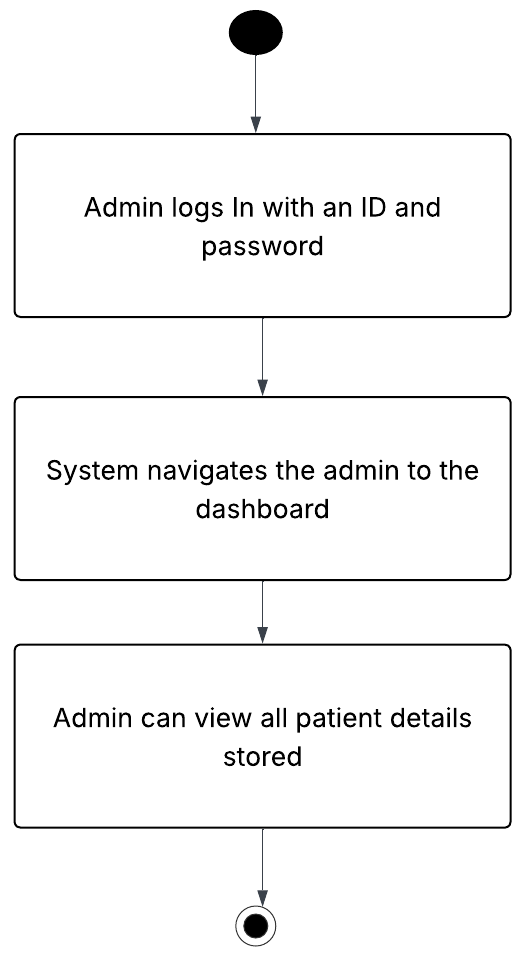 Admin logs In with an ID and
password
System navigates the admin to the
dashboard
Admin can view all patient details
stored